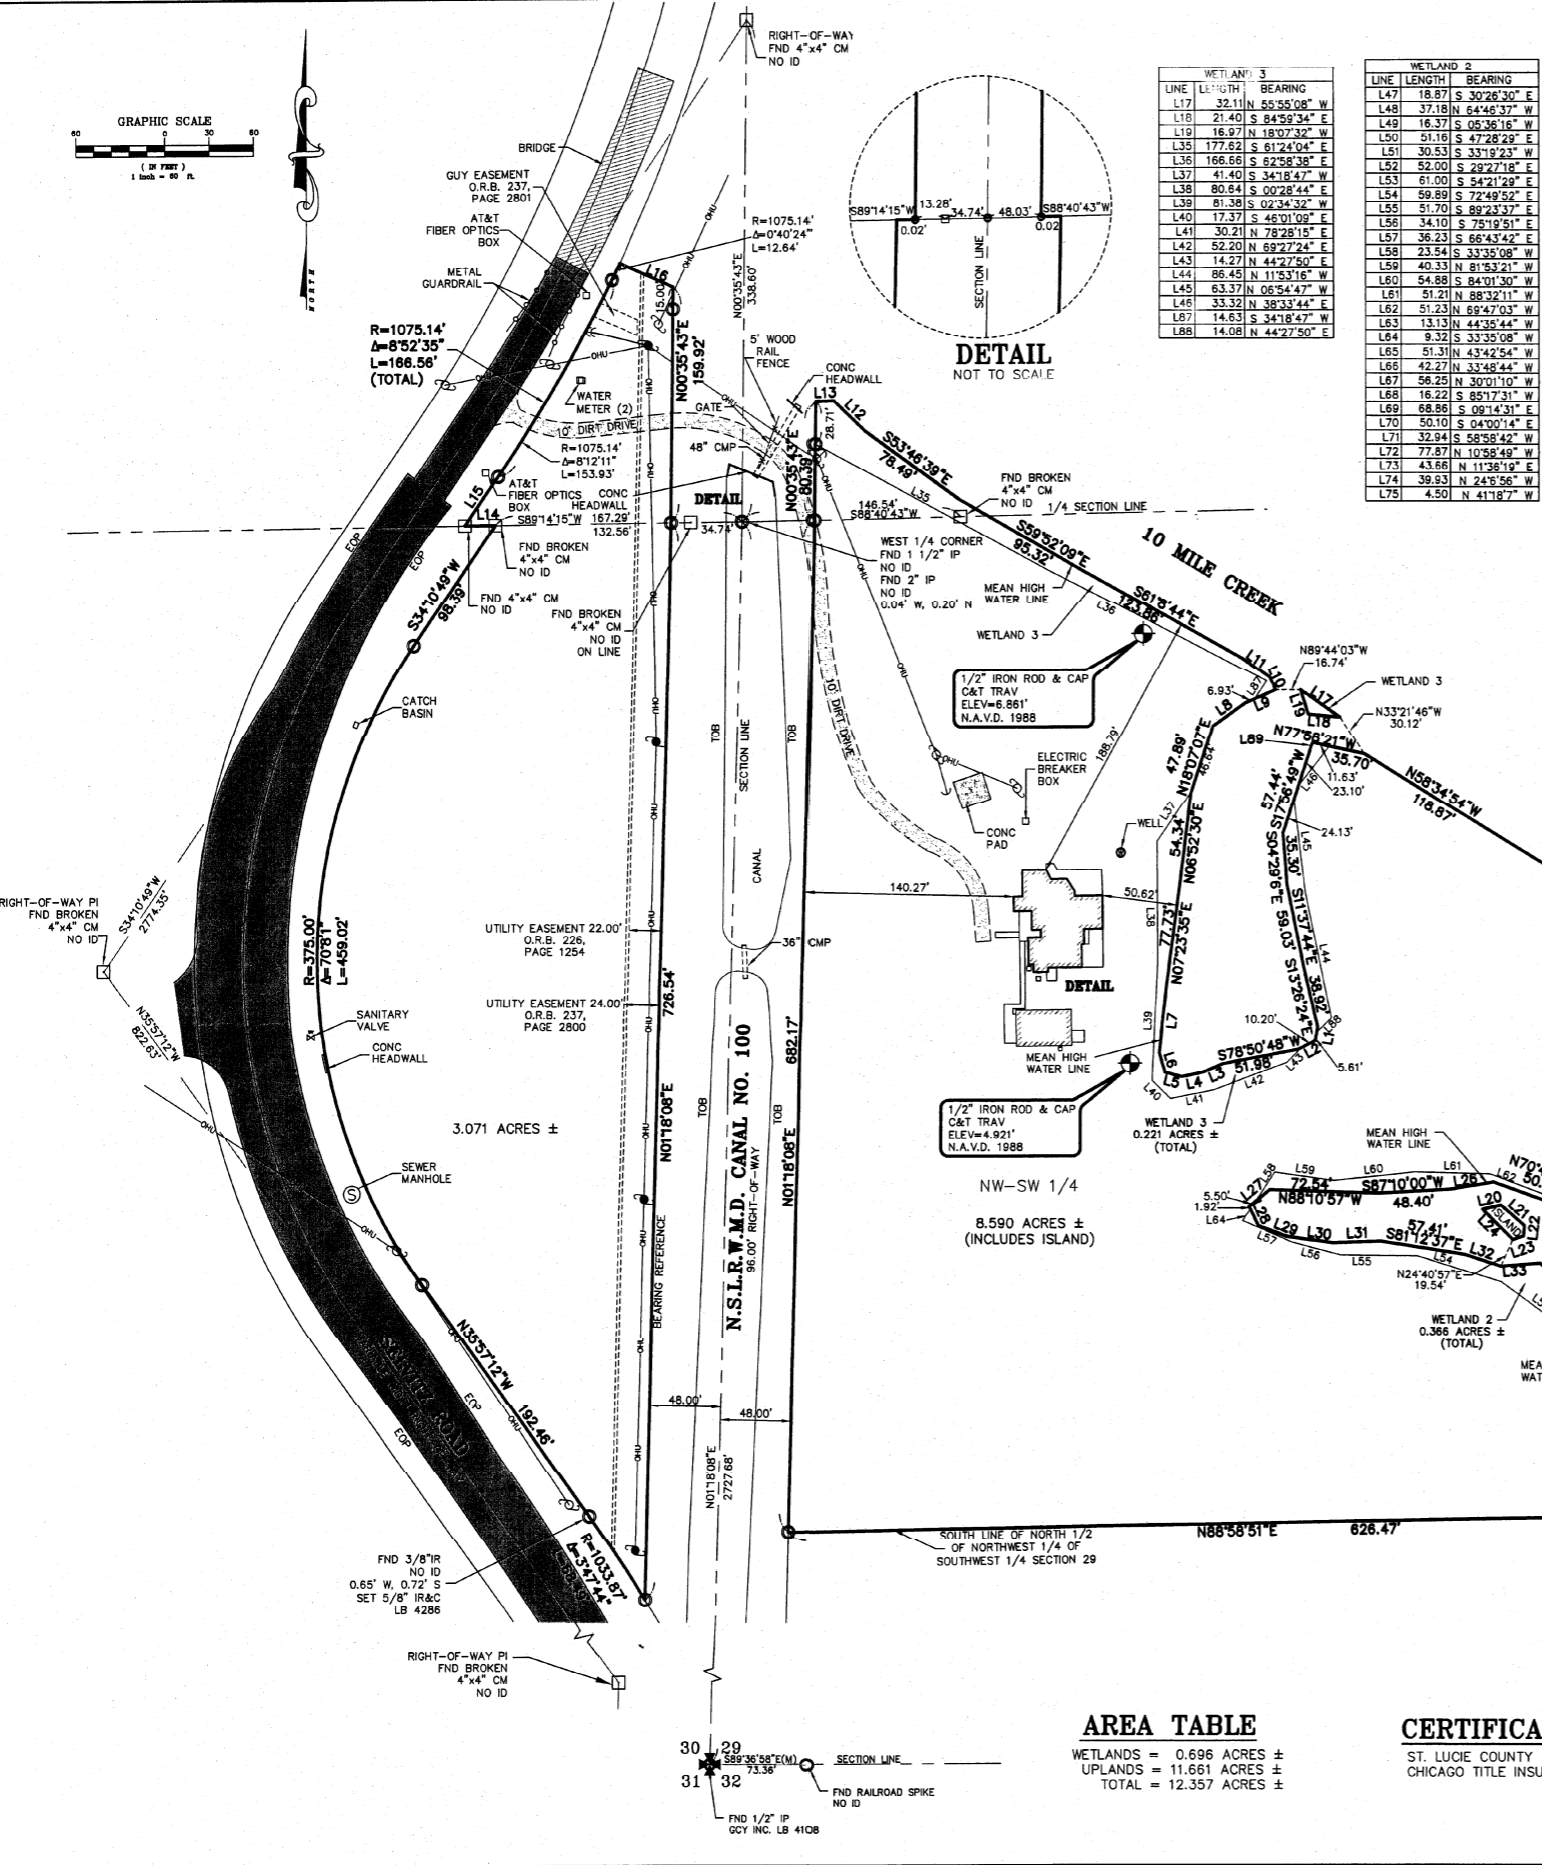 GRAPHIC SCALE
60 0 30 60
( IN FEET )
1 inch = 60 ft.
NORTH
RIGHT-OF-WAY
FND 4"x4" CM
NO ID
BRIDGE
GUY EASEMENT
O.R.B. 237,
PAGE 2801
AT&T
FIBER OPTICS
BOX
METAL
GUARDRAIL
R=1075.14'
Δ=8°52'35"
L=166.56'
(TOTAL)
R=1075.14'
Δ=0°40'24"
L=12.64'
L16
15.00'
N00°35'43"E
338.60'
N00°35'43"E
159.92'
OHU
WATER
METER (2)
10' DIRT DRIVE
R=1075.14'
Δ=8°12'11"
L=153.93'
5' WOOD
RAIL
FENCE
CONC
HEADWALL
GATE
48" CMP
L13
L12
28.71'
N00°35'43"E
80.39'
S53°46'39"E
78.49'
L35
AT&T
FIBER OPTICS
BOX
CONC
HEADWALL
DETAIL
L15
L14
S89°14'15"W 167.29'
132.56'
34.74'
146.54'
S88°40'43"W
FND BROKEN
4"x4" CM
NO ID
1/4 SECTION LINE
FND BROKEN
4"x4" CM
NO ID
FND 4"x4" CM
NO ID
FND BROKEN
4"x4" CM
NO ID
ON LINE
WEST 1/4 CORNER
FND 1 1/2" IP
NO ID
FND 2" IP
NO ID
0.04' W, 0.20' N
S59°52'09"E
95.32'
10 MILE CREEK
MEAN HIGH
WATER LINE
S61°8'44"E
123.86'
L36
WETLAND 3
S89°14'15"W
13.28'
34.74'
48.03'
S88°40'43"W
0.02'
0.02
SECTION LINE
DETAIL
NOT TO SCALE
WETLAND 3
LINE LENGTH BEARING
L17 32.11 N 55°55'08" W
L18 21.40 S 84°59'34" E
L19 16.97 N 18°07'32" W
L35 177.62 S 61°24'04" E
L36 166.66 S 62°58'38" E
L37 41.40 S 34°18'47" W
L38 80.64 S 00°28'44" E
L39 81.38 S 02°34'32" W
L40 17.37 S 46°01'09" E
L41 30.21 N 78°28'15" E
L42 52.20 N 69°27'24" E
L43 14.27 N 44°27'50" E
L44 86.45 N 11°53'16" W
L45 63.37 N 06°54'47" W
L46 33.32 N 38°33'44" E
L87 14.63 S 34°18'47" W
L88 14.08 N 44°27'50" E
WETLAND 2
LINE LENGTH BEARING
L47 18.87 S 30°26'30" E
L48 37.18 N 64°46'37" W
L49 16.37 S 05°36'16" W
L50 51.16 S 47°28'29" E
L51 30.53 S 33°19'23" W
L52 52.00 S 29°27'18" E
L53 61.00 S 54°21'29" E
L54 59.89 S 72°49'52" E
L55 51.70 S 89°23'37" E
L56 34.10 S 75°19'51" E
L57 36.23 S 66°43'42" E
L58 23.54 S 33°35'08" W
L59 40.33 N 81°53'21" W
L60 54.88 S 84°01'30" W
L61 51.21 N 88°32'11" W
L62 51.23 N 69°47'03" W
L63 13.13 N 44°35'44" W
L64 9.32 S 33°35'08" W
L65 51.31 N 43°42'54" W
L66 42.27 N 33°48'44" W
L67 56.25 N 30°01'10" W
L68 16.22 S 85°17'31" W
L69 68.86 S 09°14'31" E
L70 50.10 S 04°00'14" E
L71 32.94 S 58°58'42" W
L72 77.87 N 10°58'49" W
L73 43.66 N 11°36'19" E
L74 39.93 N 24°6'56" W
L75 4.50 N 41°18'7" W
EOP
EOP
S34°10'49"W
98.39'
CATCH
BASIN
TOB
SECTION LINE
TOB
CANAL
10' DIRT DRIVE
1/2" IRON ROD & CAP
C&T TRAV
ELEV=6.861'
N.A.V.D. 1988
188.79'
ELECTRIC
BREAKER
BOX
CONC
PAD
WELL
L11
L10
N89°44'03"W
16.74'
L17
WETLAND 3
L19
L18
N33°21'46"W
30.12'
6.93'
L87
L9
L8
N77°58'21"W
35.70'
L89
11.63'
23.10'
L46
47.89'
N18°07'07"E
46.64'
57.44'
S17°56'49"W
24.13'
N58°34'54"W
118.87'
L37
54.34'
N06°52'30"E
L45
35.30'
S04°29'6"E
L38
77.73'
N07°23'35"E
S11°37'44"E
59.03'
L44
38.92'
S13°26'24"E
L39
L7
10.20'
L88
L1
L2
5.61'
L6
L5
L4
L3
S78°50'48"W
51.98'
L43
L42
L41
L40
140.27'
50.62'
DETAIL
RIGHT-OF-WAY PI
FND BROKEN
4"x4" CM
NO ID
S34°10'49"W
2774.35'
N35°57'12"W
822.63'
R=375.00'
Δ=70°8'1"
L=459.02'
UTILITY EASEMENT 22.00'
O.R.B. 226,
PAGE 1254
UTILITY EASEMENT 24.00'
O.R.B. 237,
PAGE 2800
36" CMP
726.54'
N01°18'08"E
682.17'
N01°18'08"E
SANITARY
VALVE
CONC
HEADWALL
3.071 ACRES ±
SEWER
MANHOLE
S
BEARING REFERENCE
TOB
TOB
N.S.L.R.W.M.D. CANAL NO. 100
96.00' RIGHT-OF-WAY
MEAN HIGH
WATER LINE
1/2" IRON ROD & CAP
C&T TRAV
ELEV=4.921'
N.A.V.D. 1988
WETLAND 3
0.221 ACRES ±
(TOTAL)
NW-SW 1/4
8.590 ACRES ±
(INCLUDES ISLAND)
MEAN HIGH
WATER LINE
L58
L59
L60
L61
L62
5.50'
1.92'
L27
72.54'
N88°10'57"W
S87°10'00"W
48.40'
L26
L64
L28
L29
L30
L31
57.41'
S81°12'37"E
L32
L33
L20
L21
L22
L23
L24
ISLAND
L57
L56
L55
L54
N24°40'57"E
19.54'
WETLAND 2
0.366 ACRES ±
(TOTAL)
N35°57'12"W
192.46'
EOP
EOP
48.00'
48.00'
N01°18'08"E
2727.68'
SOUTH LINE OF NORTH 1/2
OF NORTHWEST 1/4 OF
SOUTHWEST 1/4 SECTION 29
N88°58'51"E
626.47'
FND 3/8"IR
NO ID
0.65' W, 0.72' S
SET 5/8" IR&C
LB 4286
R=1033.87'
Δ=3°47'44"
RIGHT-OF-WAY PI
FND BROKEN
4"x4" CM
NO ID
30 29
31 32
S89°36'58"E(M)
73.36'
SECTION LINE
FND RAILROAD SPIKE
NO ID
FND 1/2" IP
GCY INC. LB 4108
AREA TABLE
WETLANDS = 0.696 ACRES ±
UPLANDS = 11.661 ACRES ±
TOTAL = 12.357 ACRES ±
CERTIFICA
ST. LUCIE COUNTY
CHICAGO TITLE INSU